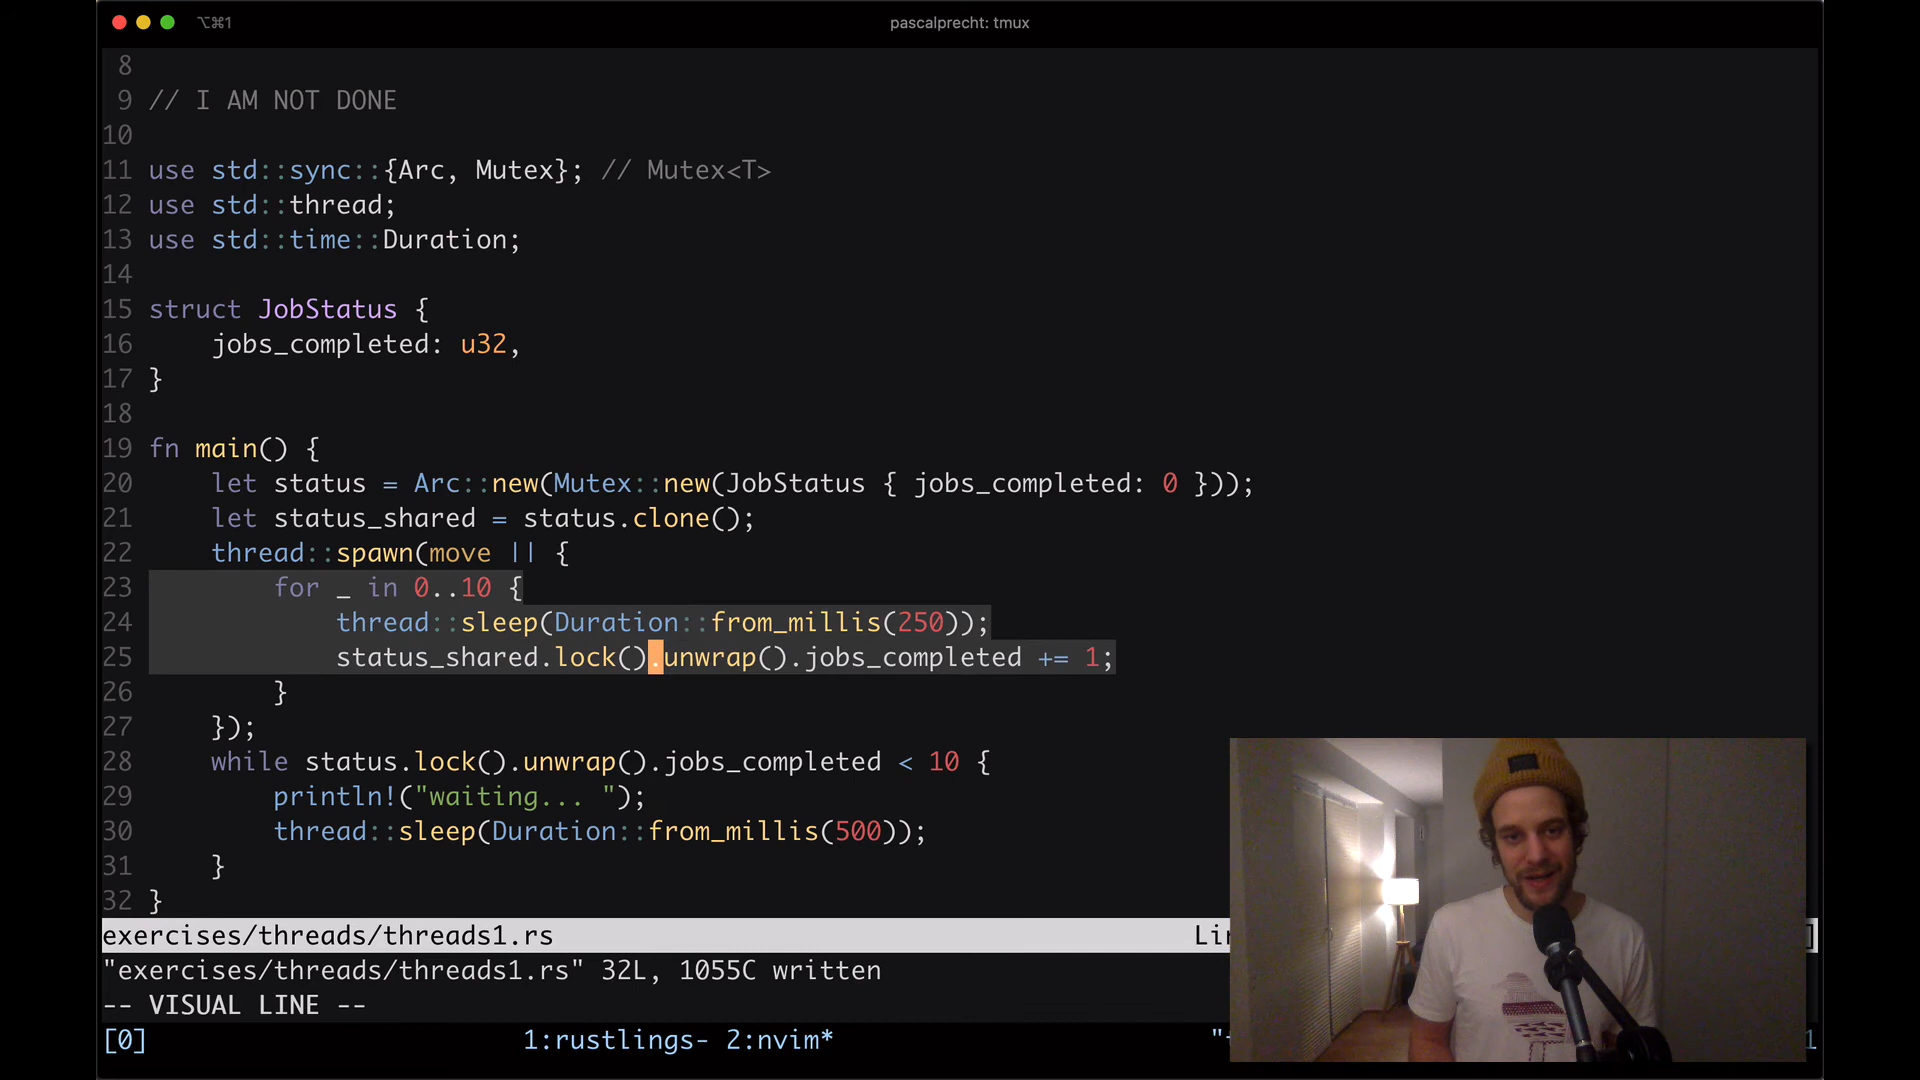 ⌥⌘1
pascalprecht: tmux
8
9 // I AM NOT DONE
10
11 use std::sync::{Arc, Mutex}; // Mutex<T>
12 use std::thread;
13 use std::time::Duration;
14
15 struct JobStatus {
16     jobs_completed: u32,
17 }
18
19 fn main() {
20     let status = Arc::new(Mutex::new(JobStatus { jobs_completed: 0 }));
21     let status_shared = status.clone();
22     thread::spawn(move || {
23         for _ in 0..10 {
24             thread::sleep(Duration::from_millis(250));
25             status_shared.lock().unwrap().jobs_completed += 1;
26         }
27     });
28     while status.lock().unwrap().jobs_completed < 10 {
29         println!("waiting... ");
30         thread::sleep(Duration::from_millis(500));
31     }
32 }
exercises/threads/threads1.rs
"exercises/threads/threads1.rs" 32L, 1055C written
-- VISUAL LINE --
[0] 1:rustlings- 2:nvim*